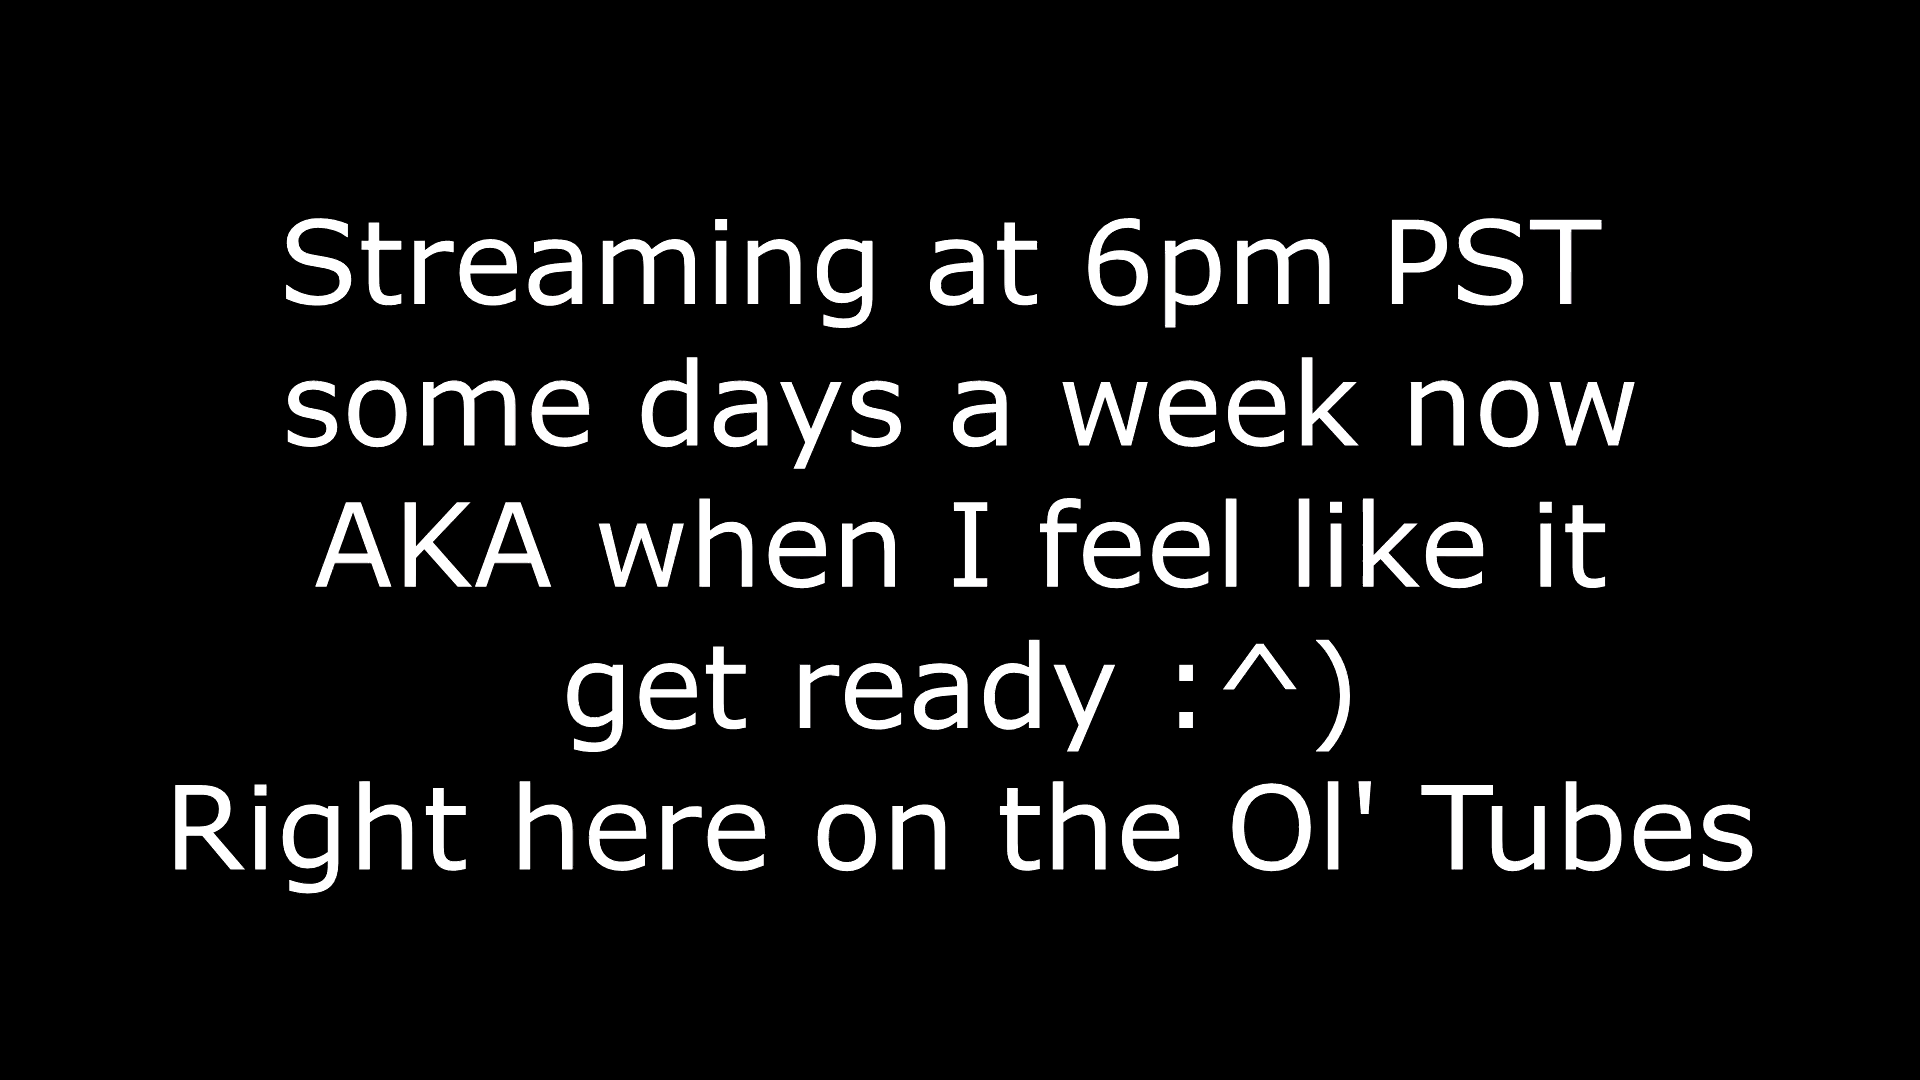 Streaming at 6pm PST
some days a week now
AKA when I feel like it
get ready :^)
Right here on the Ol' Tubes